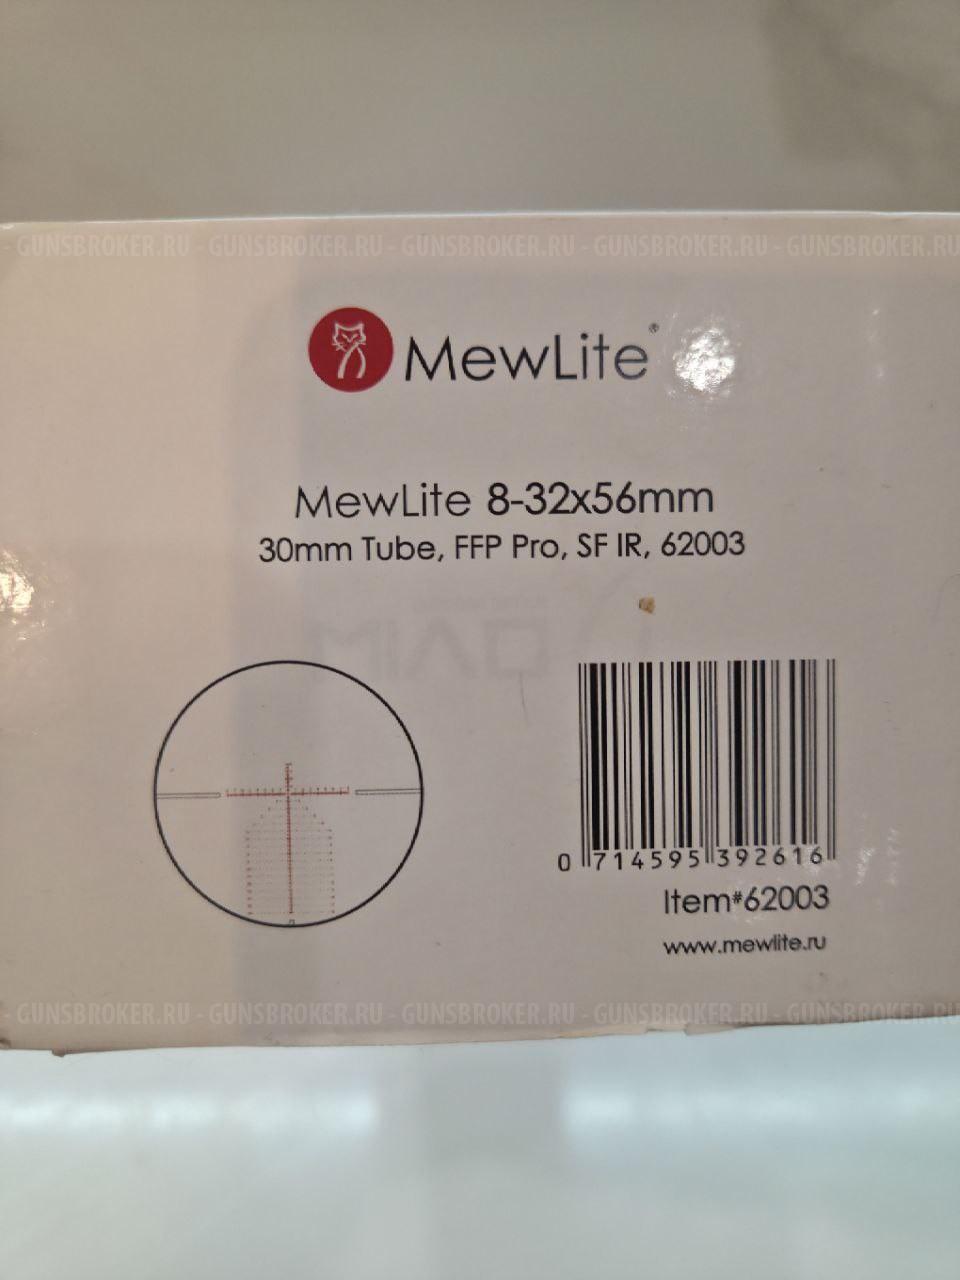 - GUNSBROKER.RU - GUNSBROKER.RU - GUNSBROKER.RU - GUNSBROKER.RU - GUNSBROKER.RU
MewLite®
MewLite 8-32x56mm
30mm Tube, FFP Pro, SF IR, 62003
0 714595 392616
Item#62003
www.mewlite.ru
- GUNSBROKER.RU - GUNSBROKER.RU - GUNSBROKER.RU - GUNSBROKER.RU - GUNSBROKER.RU